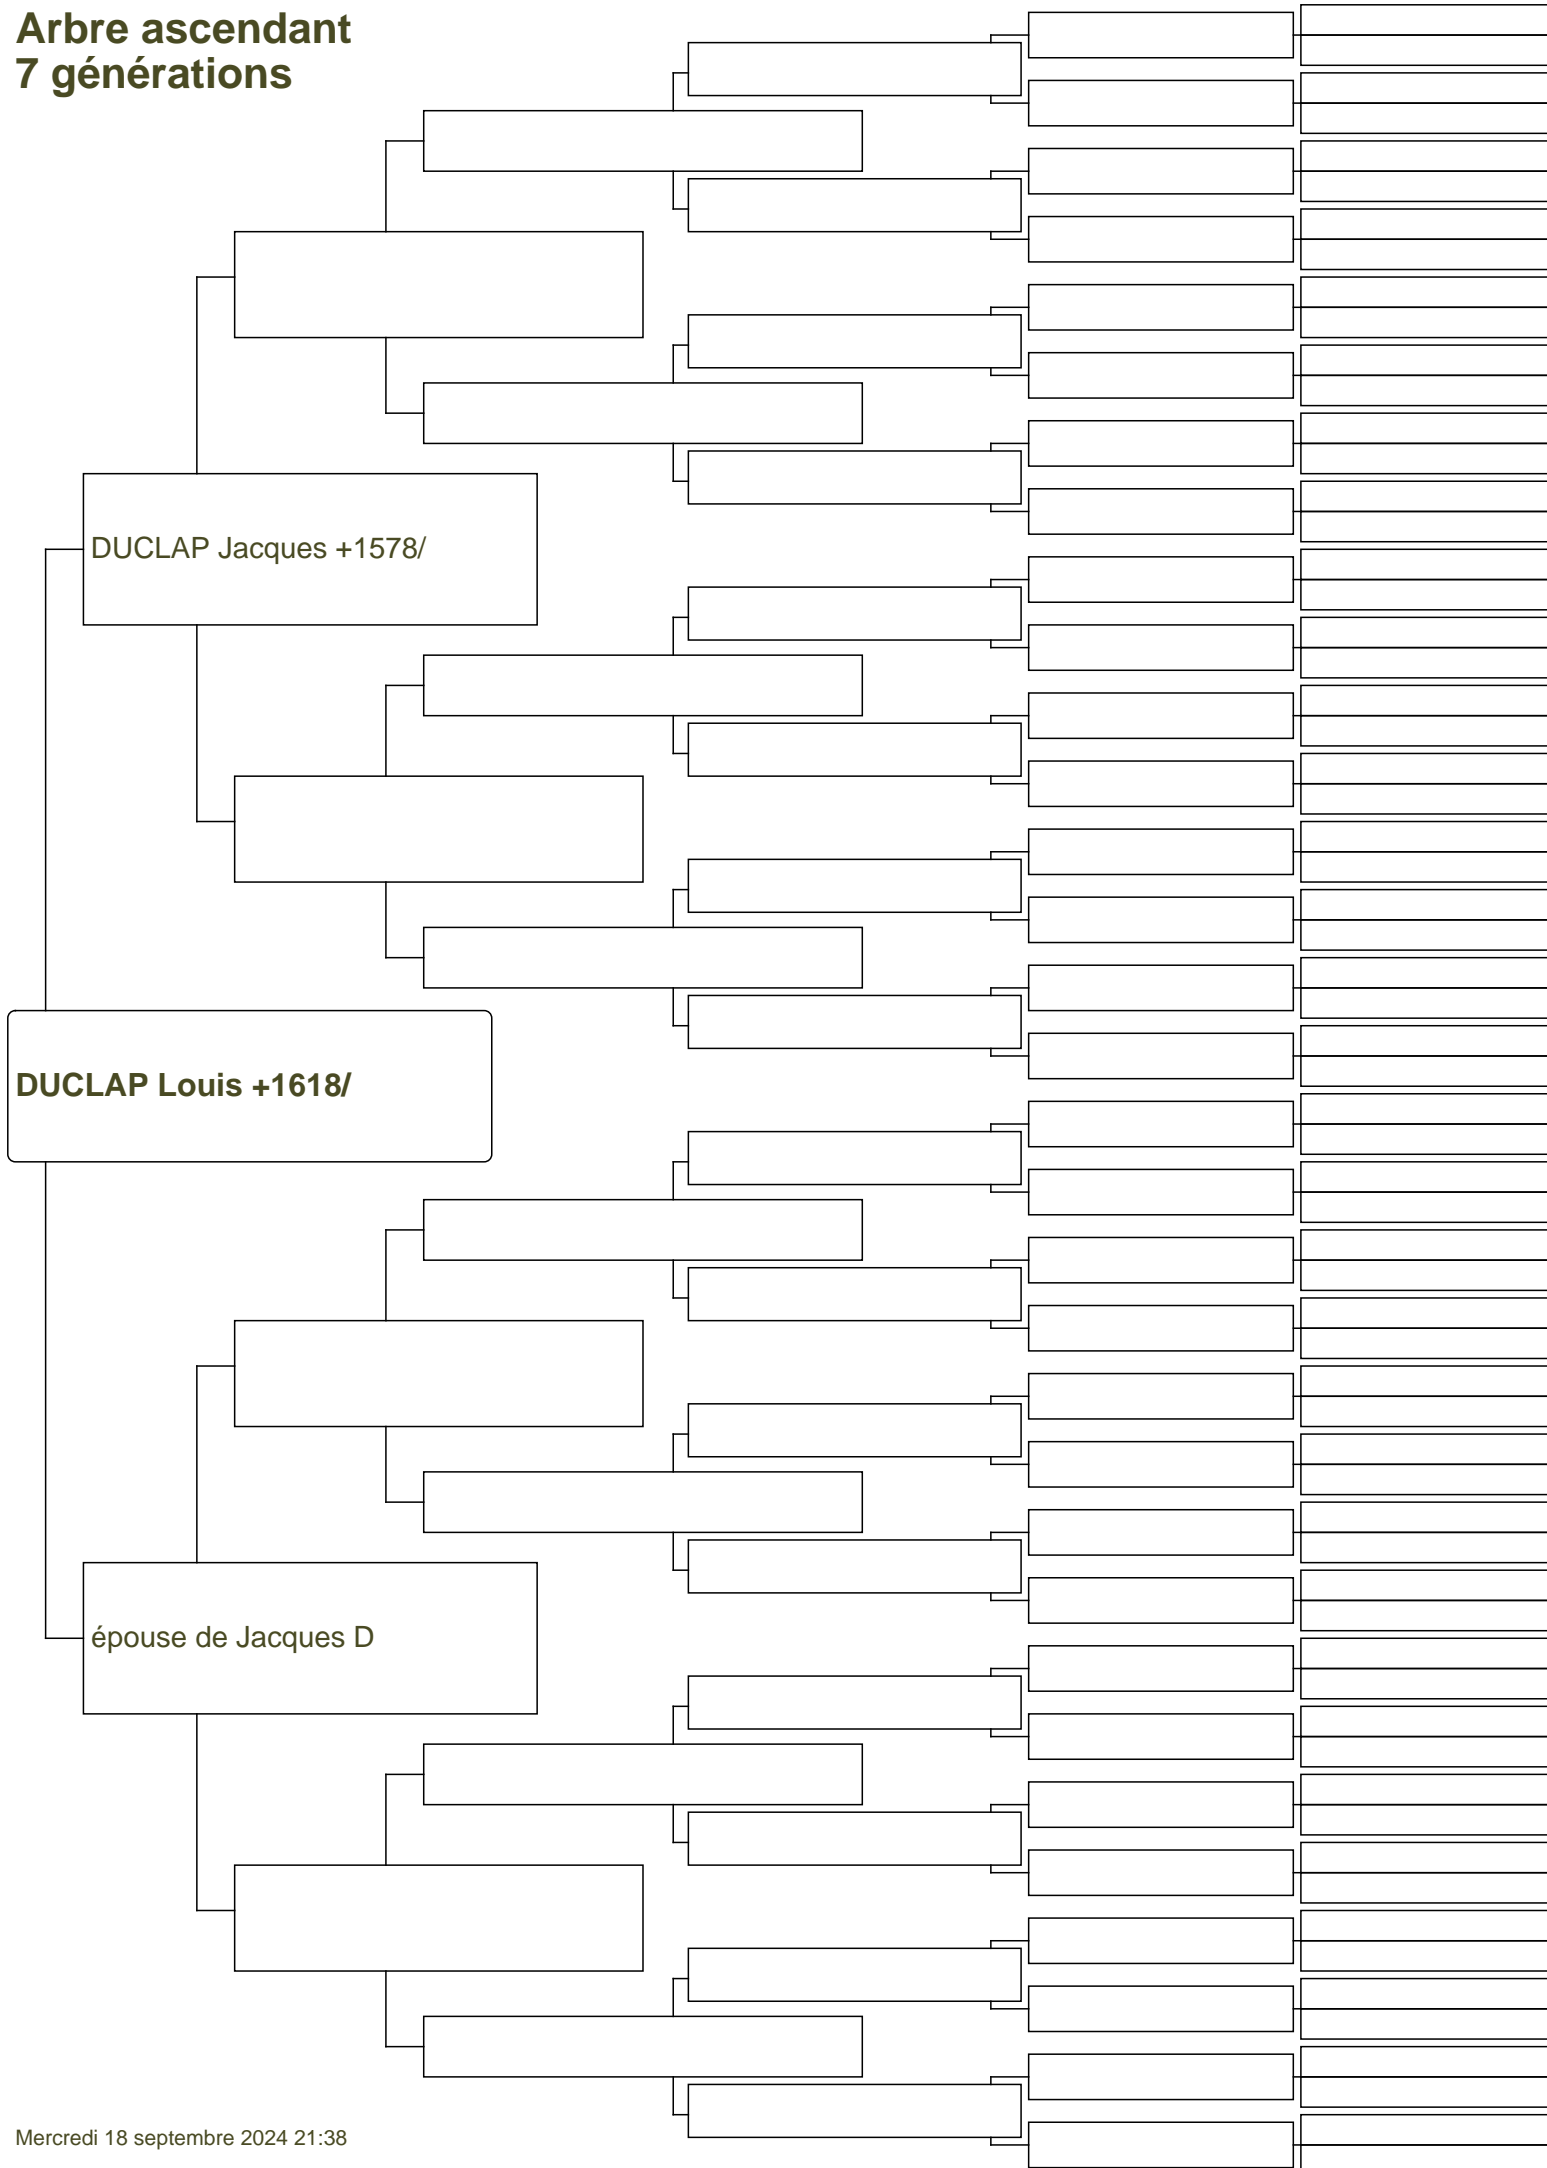 Arbre ascendant
7 générations
DUCLAP Jacques +1578/
DUCLAP Louis +1618/
épouse de Jacques D
Mercredi 18 septembre 2024 21:38